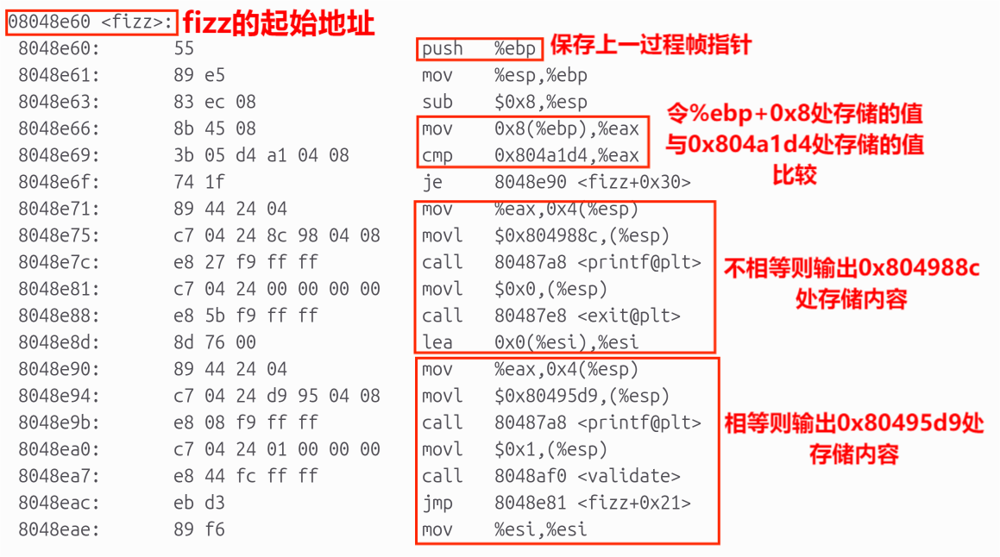 08048e60 <fizz>: fizz的起始地址
8048e60: 55 push %ebp 保存上一过程帧指针
8048e61: 89 e5 mov %esp,%ebp
8048e63: 83 ec 08 sub $0x8,%esp
8048e66: 8b 45 08 mov 0x8(%ebp),%eax
8048e69: 3b 05 d4 a1 04 08 cmp 0x804a1d4,%eax
令%ebp+0x8处存储的值
与0x804a1d4处存储的值
比较
8048e6f: 74 1f je 8048e90 <fizz+0x30>
8048e71: 89 44 24 04 mov %eax,0x4(%esp)
8048e75: c7 04 24 8c 98 04 08 movl $0x804988c,(%esp)
8048e7c: e8 27 f9 ff ff call 80487a8 <printf@plt>
8048e81: c7 04 24 00 00 00 00 movl $0x0,(%esp)
8048e88: e8 5b f9 ff ff call 80487e8 <exit@plt>
8048e8d: 8d 76 00 lea 0x0(%esi),%esi
不相等则输出0x804988c
处存储内容
8048e90: 89 44 24 04 mov %eax,0x4(%esp)
8048e94: c7 04 24 d9 95 04 08 movl $0x80495d9,(%esp)
8048e9b: e8 08 f9 ff ff call 80487a8 <printf@plt>
8048ea0: c7 04 24 01 00 00 00 movl $0x1,(%esp)
8048ea7: e8 44 fc ff ff call 8048af0 <validate>
8048eac: eb d3 jmp 8048e81 <fizz+0x21>
8048eae: 89 f6 mov %esi,%esi
相等则输出0x80495d9处
存储内容